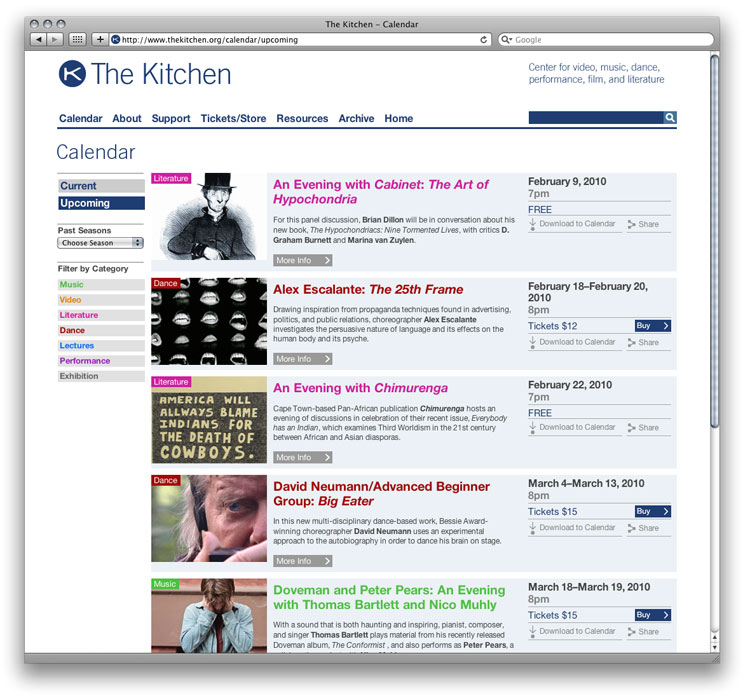 The Kitchen – Calendar
http://www.thekitchen.org/calendar/upcoming
Google
The Kitchen
Center for video, music, dance,
performance, film, and literature
Calendar About Support Tickets/Store Resources Archive Home
Calendar
Current
Upcoming
Past Seasons
Choose Season
Filter by Category
Music
Video
Literature
Dance
Lectures
Performance
Exhibition
Literature
An Evening with Cabinet: The Art of
Hypochondria
For this panel discussion, Brian Dillon will be in conversation about his
new book, The Hypochondriacs: Nine Tormented Lives, with critics D.
Graham Burnett and Marina van Zuylen.
More Info
February 9, 2010
7pm
FREE
Download to Calendar
Share
Dance
Alex Escalante: The 25th Frame
Drawing inspiration from propaganda techniques found in advertising,
politics, and public relations, choreographer Alex Escalante
investigates the persuasive nature of language and its effects on the
human body and its psyche.
More Info
February 18–February 20,
2010
8pm
Tickets $12
Buy
Download to Calendar
Share
Literature
AMERICA WILL
ALLWAYS BLAME
INDIANS FOR
THE DEATH OF
COWBOYS.
An Evening with Chimurenga
Cape Town-based Pan-African publication Chimurenga hosts an
evening of discussions in celebration of their recent issue, Everybody
has an Indian, which examines Third Worldism in the 21st century
between African and Asian diasporas.
More Info
February 22, 2010
7pm
FREE
Download to Calendar
Share
Dance
David Neumann/Advanced Beginner
Group: Big Eater
In this new multi-disciplinary dance-based work, Bessie Award-
winning choreographer David Neumann uses an experimental
approach to the autobiography in order to dance his brain on stage.
More Info
March 4–March 13, 2010
8pm
Tickets $15
Buy
Download to Calendar
Share
Music
Doveman and Peter Pears: An Evening
with Thomas Bartlett and Nico Muhly
With a sound that is both haunting and inspiring, pianist, composer,
and singer Thomas Bartlett plays material from his recently released
Doveman album, The Conformist , and also performs as Peter Pears, a
March 18–March 19, 2010
8pm
Tickets $15
Buy
Download to Calendar
Share